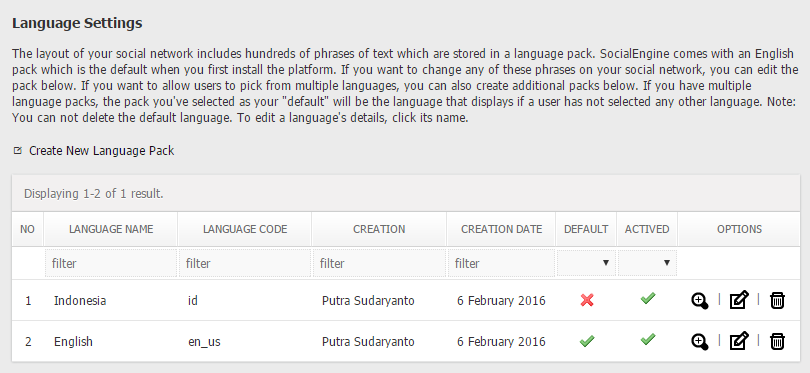 Language Settings
The layout of your social network includes hundreds of phrases of text which are stored in a language pack. SocialEngine comes with an English
pack which is the default when you first install the platform. If you want to change any of these phrases on your social network, you can edit the
pack below. If you want to allow users to pick from multiple languages, you can also create additional packs below. If you have multiple
language packs, the pack you've selected as your "default" will be the language that displays if a user has not selected any other language. Note:
You can not delete the default language. To edit a language's details, click its name.
Create New Language Pack
Displaying 1-2 of 1 result.
NO LANGUAGE NAME LANGUAGE CODE CREATION CREATION DATE DEFAULT ACTIVED OPTIONS
filter filter filter filter
1 Indonesia id Putra Sudaryanto 6 February 2016 | |
2 English en_us Putra Sudaryanto 6 February 2016 | |